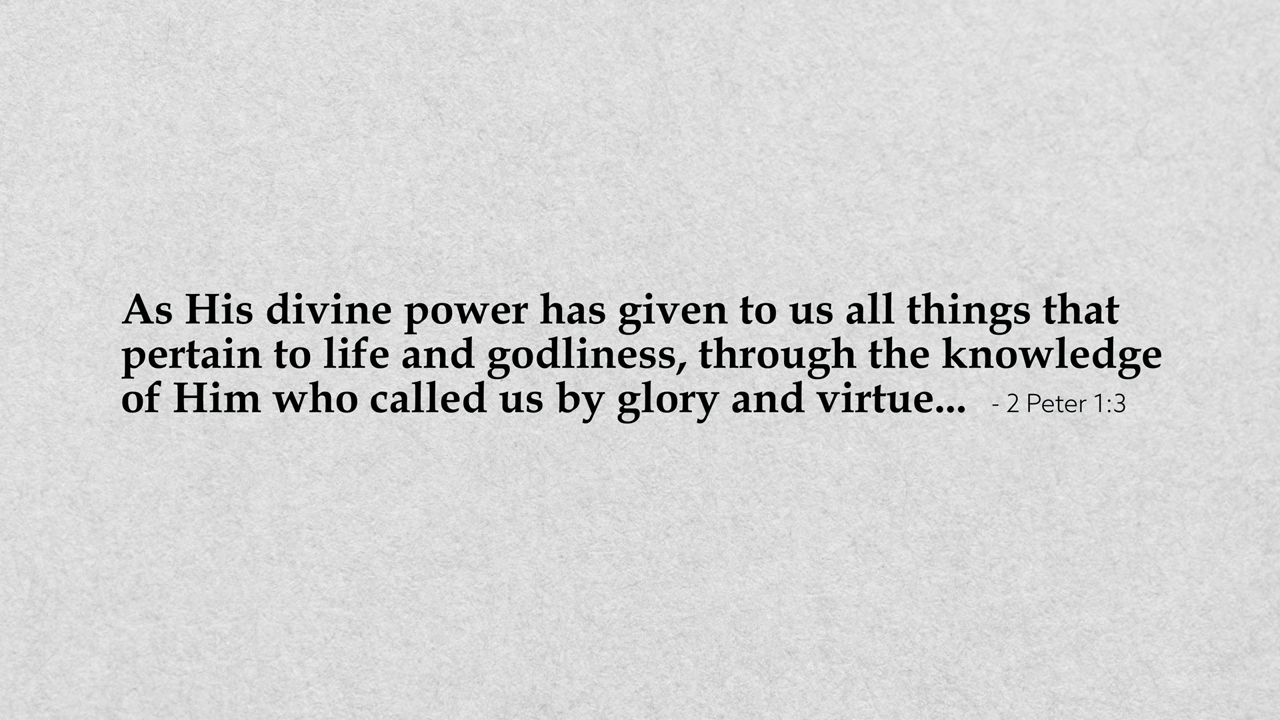 As His divine power has given to us all things that
pertain to life and godliness, through the knowledge
of Him who called us by glory and virtue... - 2 Peter 1:3